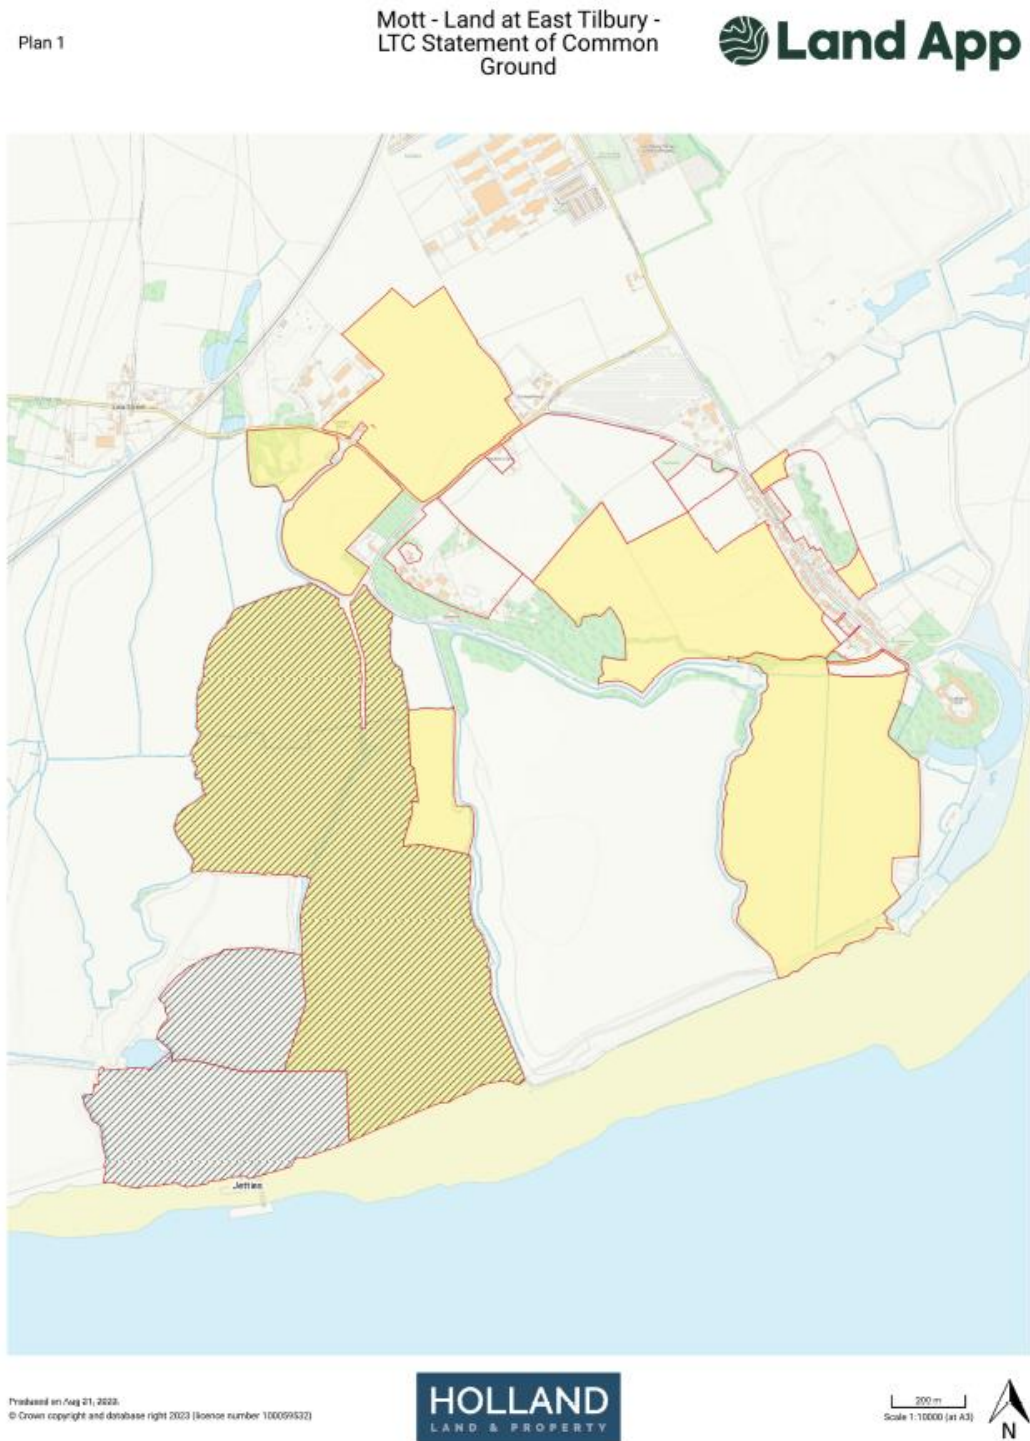 Plan 1
Mott - Land at East Tilbury -
LTC Statement of Common
Ground
Land App
Jetties
Produced on Aug 21, 2023.
© Crown copyright and database right 2023 (licence number 100059532)
HOLLAND
LAND & PROPERTY
200 m
Scale 1:10000 (at A3)
N